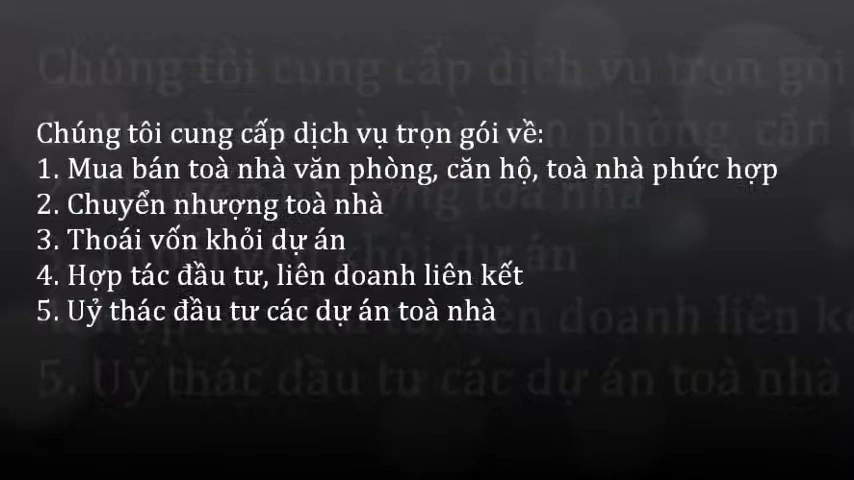 Chúng tôi cung cấp dịch vụ trọn gói về:
1. Mua bán toà nhà văn phòng, căn hộ, toà nhà phức hợp
2. Chuyển nhượng toà nhà
3. Thoái vốn khỏi dự án
4. Hợp tác đầu tư, liên doanh liên kết
5. Uỷ thác đầu tư các dự án toà nhà